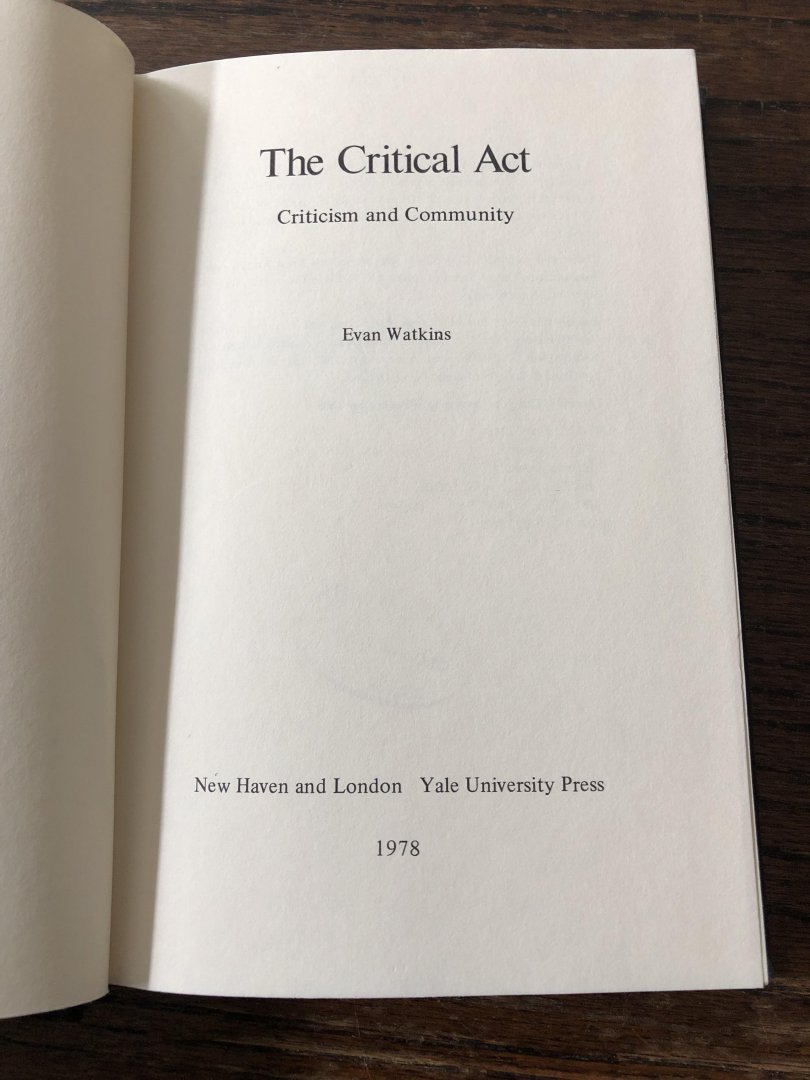 The Critical Act
Criticism and Community
Evan Watkins
New Haven and London Yale University Press
1978